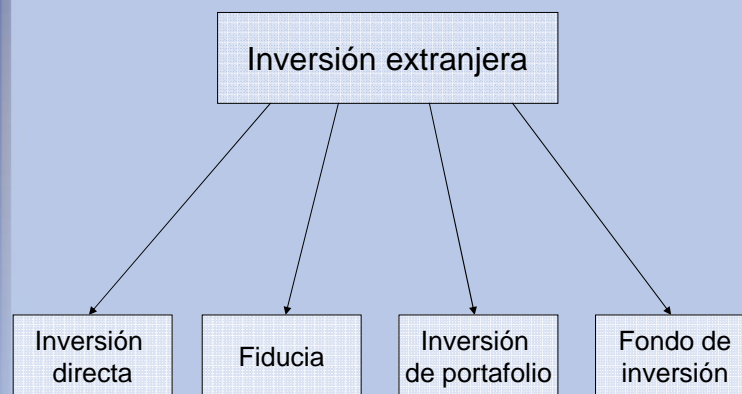 Inversión extranjera
Inversión
directa
Fiducia
Inversión
de portafolio
Fondo de
inversión